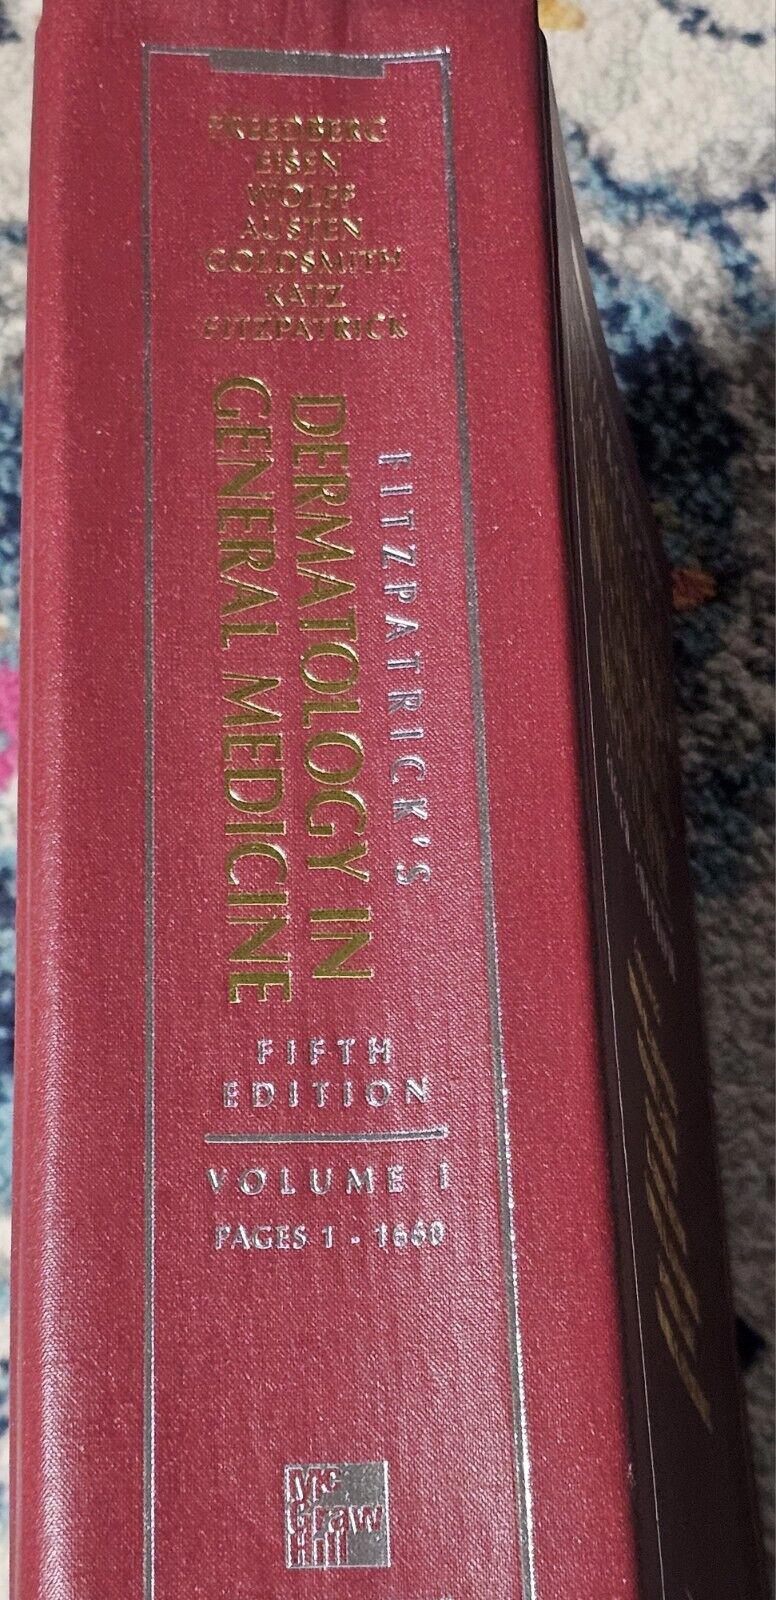 FREEDBERG
EISEN
WOLFF
AUSTEN
GOLDSMITH
KATZ
FITZPATRICK
FITZPATRICK'S
DERMATOLOGY IN
GENERAL MEDICINE
FIFTH
EDITION
VOLUME 1
PAGES 1 - 1660
Mc
Graw
Hill